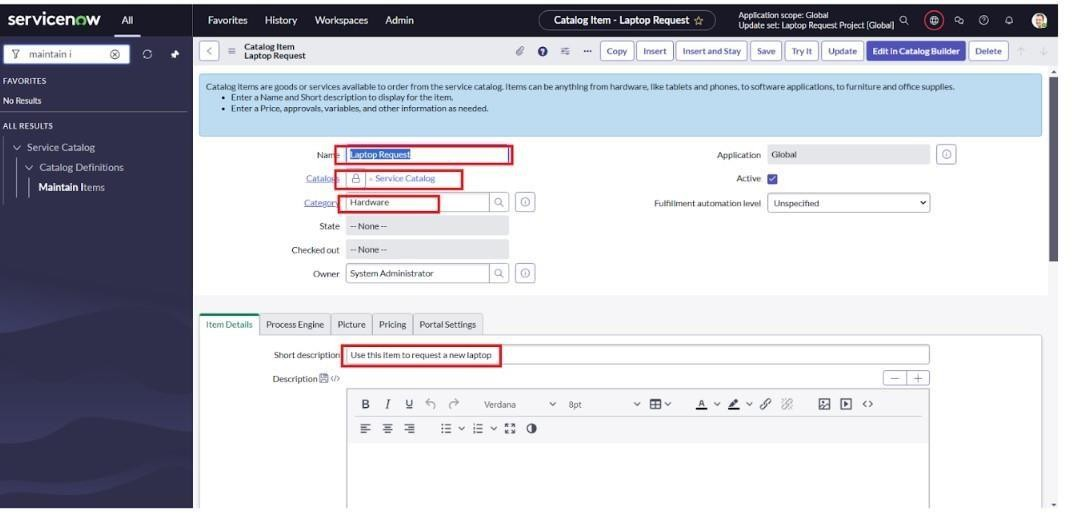 servicenow All Favorites History Workspaces Admin Catalog Item - Laptop Request Application scope: Global
Update set: Laptop Request Project [Global]
maintain i
Catalog Item
Laptop Request
Copy Insert Insert and Stay Save Try It Update Edit in Catalog Builder Delete
FAVORITES
No Results
ALL RESULTS
Service Catalog
Catalog Definitions
Maintain Items
Catalog Items are goods or services available to order from the service catalog. Items can be anything from hardware, like tablets and phones, to software applications, to furniture and office supplies.
• Enter a Name and Short description to display for the item.
• Enter a Price, approvals, variables, and other information as needed.
Name Laptop Request
Catalogs Service Catalog
Category Hardware
State -- None --
Checked out -- None --
Owner System Administrator
Application Global
Active
Fulfillment automation level Unspecified
Item Details Process Engine Picture Pricing Portal Settings
Short description Use this item to request a new laptop
Description
B I U Verdana 8pt A